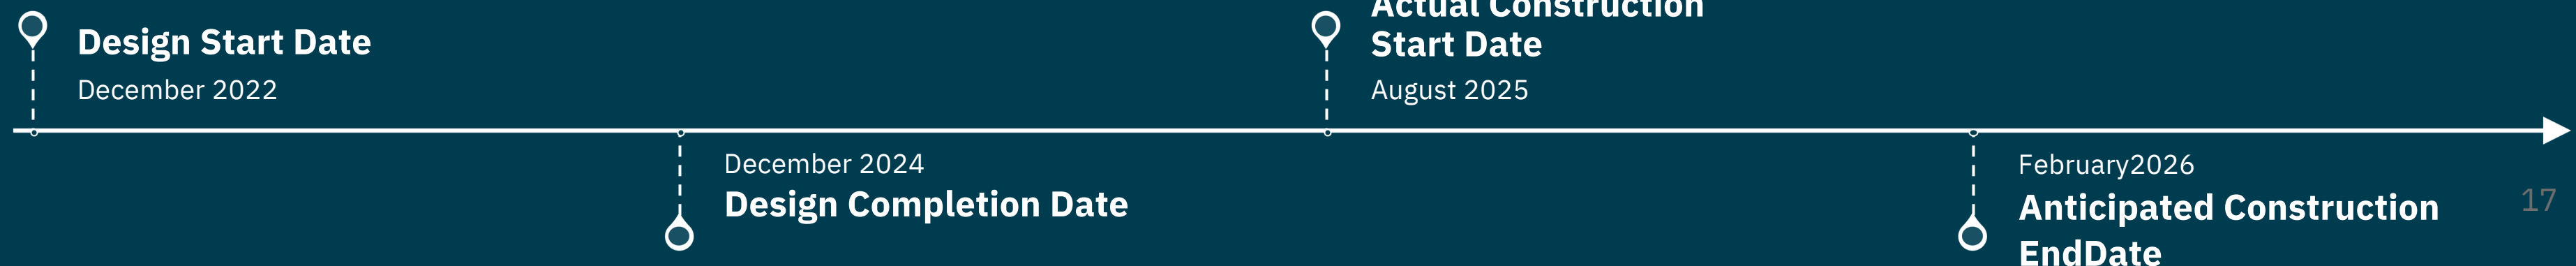 Design Start Date
December 2022
December 2024
Design Completion Date
Actual Construction
Start Date
August 2025
February2026
Anticipated Construction
EndDate
17